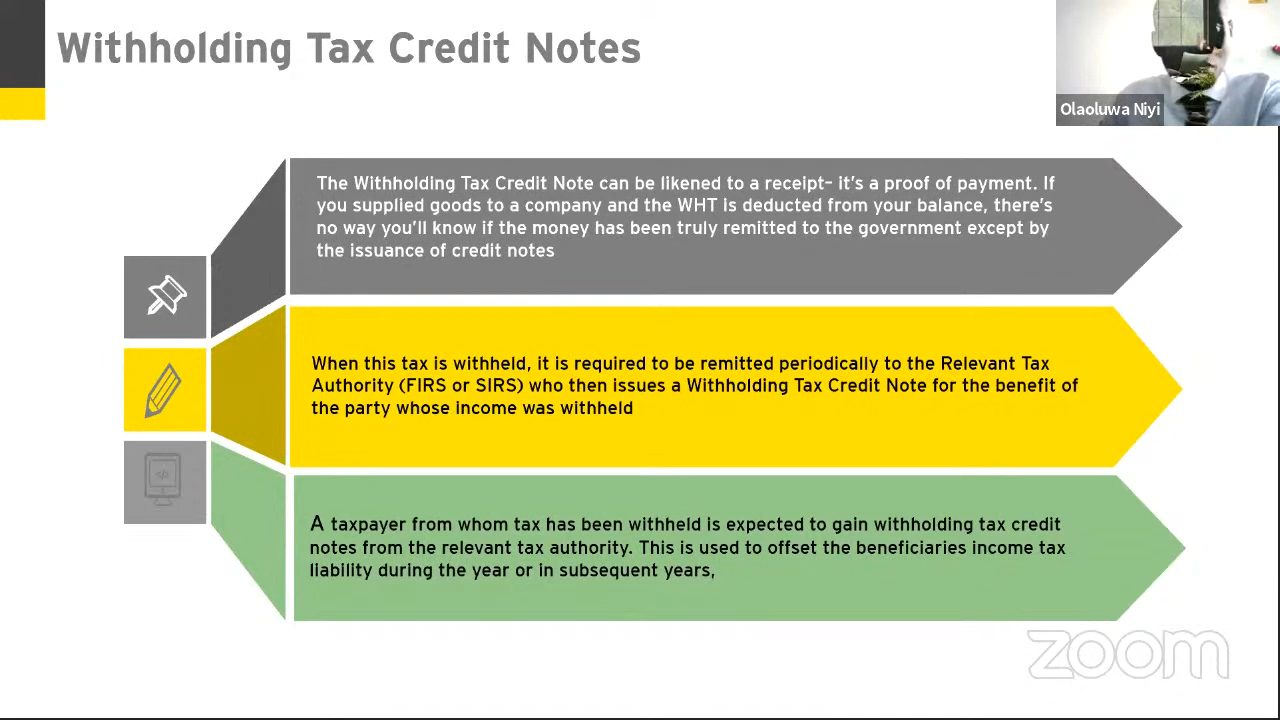 Withholding Tax Credit Notes
Olaoluwa Niyi
The Withholding Tax Credit Note can be likened to a receipt– it's a proof of payment. If
you supplied goods to a company and the WHT is deducted from your balance, there's
no way you'll know if the money has been truly remitted to the government except by
the issuance of credit notes
When this tax is withheld, it is required to be remitted periodically to the Relevant Tax
Authority (FIRS or SIRS) who then issues a Withholding Tax Credit Note for the benefit of
the party whose income was withheld
</>
A taxpayer from whom tax has been withheld is expected to gain withholding tax credit
notes from the relevant tax authority. This is used to offset the beneficiaries income tax
liability during the year or in subsequent years,
zoom